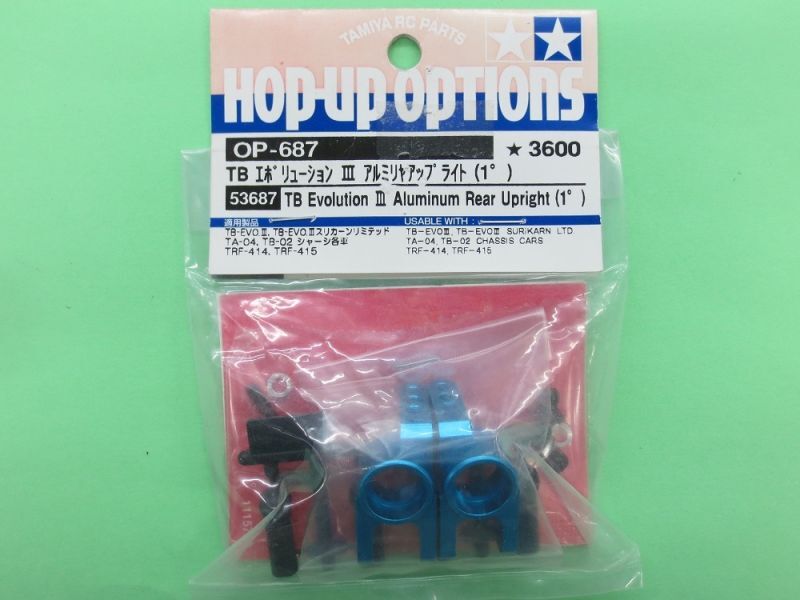 TAMIYA RC PARTS
HOP-UP OPTIONS
OP-687
★ 3600
TB エボリューション III アルミリヤアップライト (1° )
53687
TB Evolution III Aluminum Rear Upright (1° )
適用製品
TB-EVO.III, TB-EVO.IIIスリカーンリミテッド
TA-04, TB-02 シャーシ各車
TRF-414, TRF-415
USABLE WITH :
TB-EVOIII, TB-EVOIII SURIKARN LTD.
TA-04, TB-02 CHASSIS CARS
TRF-414, TRF-415